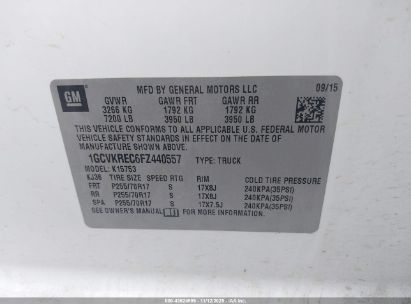 GM
MFD BY GENERAL MOTORS LLC
09/15
GVWR GAWR FRT GAWR RR
3266 KG 1792 KG 1792 KG
7200 LB 3950 LB 3950 LB
THIS VEHICLE CONFORMS TO ALL APPLICABLE U.S. FEDERAL MOTOR
VEHICLE SAFETY STANDARDS IN EFFECT ON THE DATE OF
MANUFACTURE SHOWN ABOVE.
1GCVKREC6FZ440557 TYPE: TRUCK
MODEL: K15753
KJ36 TIRE SIZE SPEED RTG RIM COLD TIRE PRESSURE
FRT P255/70R17 S 17X8J 240KPA(35PSI)
RR P255/70R17 S 17X8J 240KPA(35PSI)
SPA P255/70R17 S 17X7.5J 240KPA(35PSI)
SEE OWNER'S MANUAL FOR MORE INFORMATION.